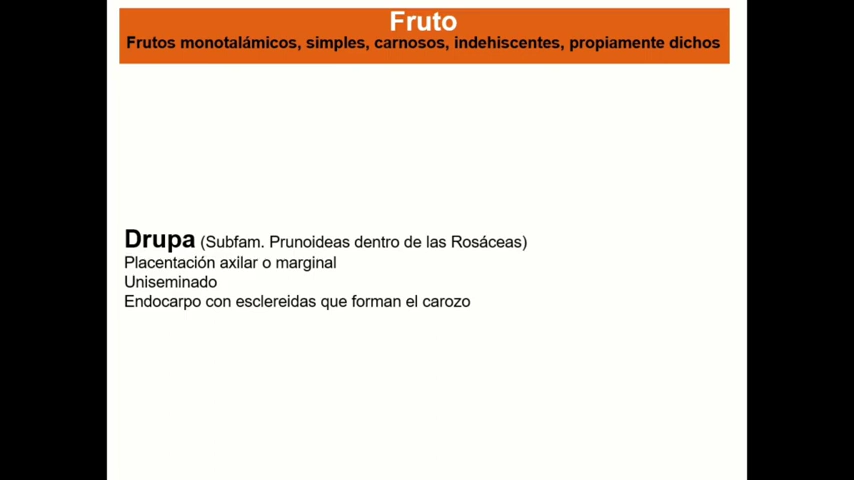 Fruto
Frutos monotalámicos, simples, carnosos, indehiscentes, propiamente dichos
Drupa (Subfam. Prunoideas dentro de las Rosáceas)
Placentación axilar o marginal
Uniseminado
Endocarpo con esclereidas que forman el carozo